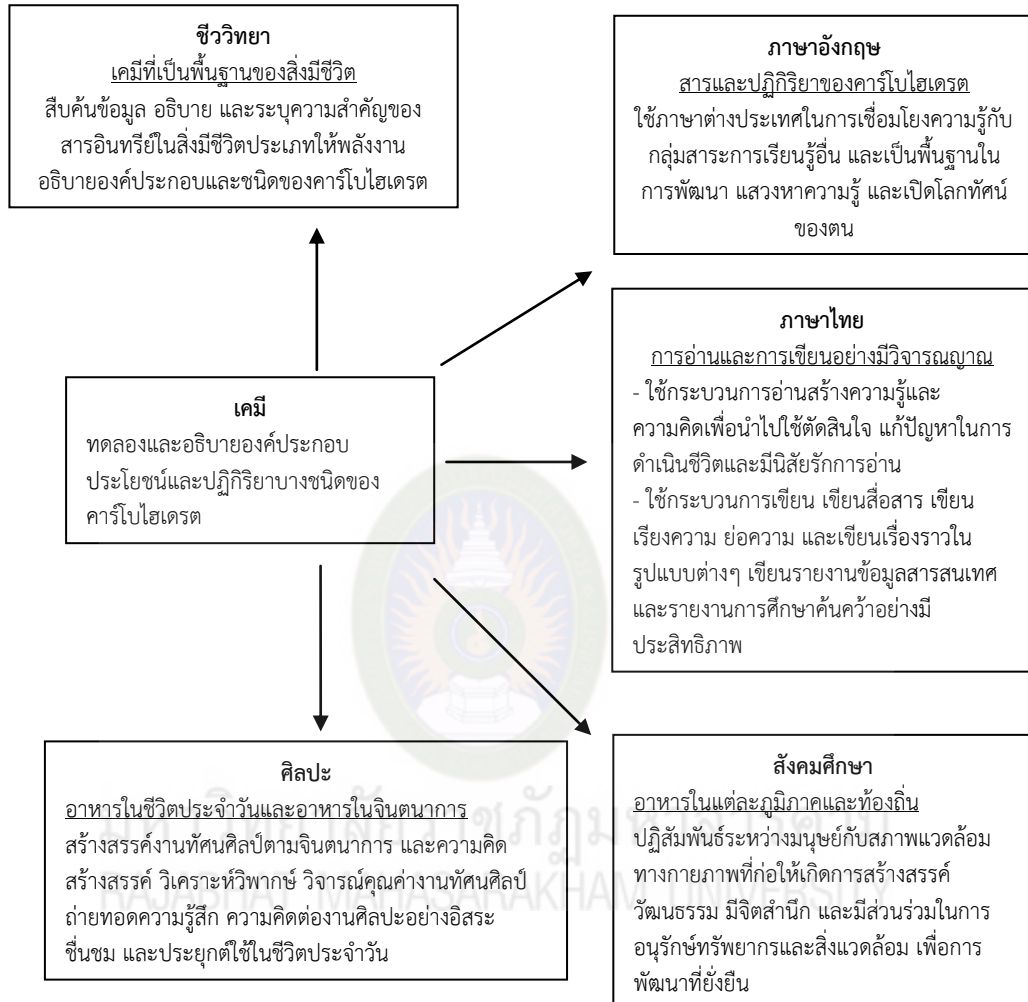 ชีววิทยา
เคมีที่เป็นพื้นฐานของสิ่งมีชีวิต
สืบค้นข้อมูล อธิบาย และระบุความสำคัญของ
สารอินทรีย์ในสิ่งมีชีวิตประเภทให้พลังงาน
อธิบายองค์ประกอบและชนิดของคาร์โบไฮเดรต
ภาษาอังกฤษ
สารและปฏิกิริยาของคาร์โบไฮเดรต
ใช้ภาษาต่างประเทศในการเชื่อมโยงความรู้กับ
กลุ่มสาระการเรียนรู้อื่น และเป็นพื้นฐานใน
การพัฒนา แสวงหาความรู้ และเปิดโลกทัศน์
ของตน
ภาษาไทย
การอ่านและการเขียนอย่างมีวิจารณญาณ
- ใช้กระบวนการอ่านสร้างความรู้และ
ความคิดเพื่อนำไปใช้ตัดสินใจ แก้ปัญหาในการ
ดำเนินชีวิตและมีนิสัยรักการอ่าน
- ใช้กระบวนการเขียน เขียนสื่อสาร เขียน
เรียงความ ย่อความ และเขียนเรื่องราวใน
รูปแบบต่างๆ เขียนรายงานข้อมูลสารสนเทศ
และรายงานการศึกษาค้นคว้าอย่างมี
ประสิทธิภาพ
เคมี
ทดลองและอธิบายองค์ประกอบ
ประโยชน์และปฏิกิริยาบางชนิดของ
คาร์โบไฮเดรต
ศิลปะ
อาหารในชีวิตประจำวันและอาหารในจินตนาการ
สร้างสรรค์งานทัศนศิลป์ตามจินตนาการ และความคิด
สร้างสรรค์ วิเคราะห์วิพากษ์ วิจารณ์คุณค่างานทัศนศิลป์
ถ่ายทอดความรู้สึก ความคิดต่องานศิลปะอย่างอิสระ
ชื่นชม และประยุกต์ใช้ในชีวิตประจำวัน
สังคมศึกษา
อาหารในแต่ละภูมิภาคและท้องถิ่น
ปฏิสัมพันธ์ระหว่างมนุษย์กับสภาพแวดล้อม
ทางกายภาพที่ก่อให้เกิดการสร้างสรรค์
วัฒนธรรม มีจิตสำนึก และมีส่วนร่วมในการ
อนุรักษ์ทรัพยากรและสิ่งแวดล้อม เพื่อการ
พัฒนาที่ยั่งยืน
มหาวิทยาลัยราชภัฏมหาสารคาม
RAJABHAT MAHASARAKHAM UNIVERSITY